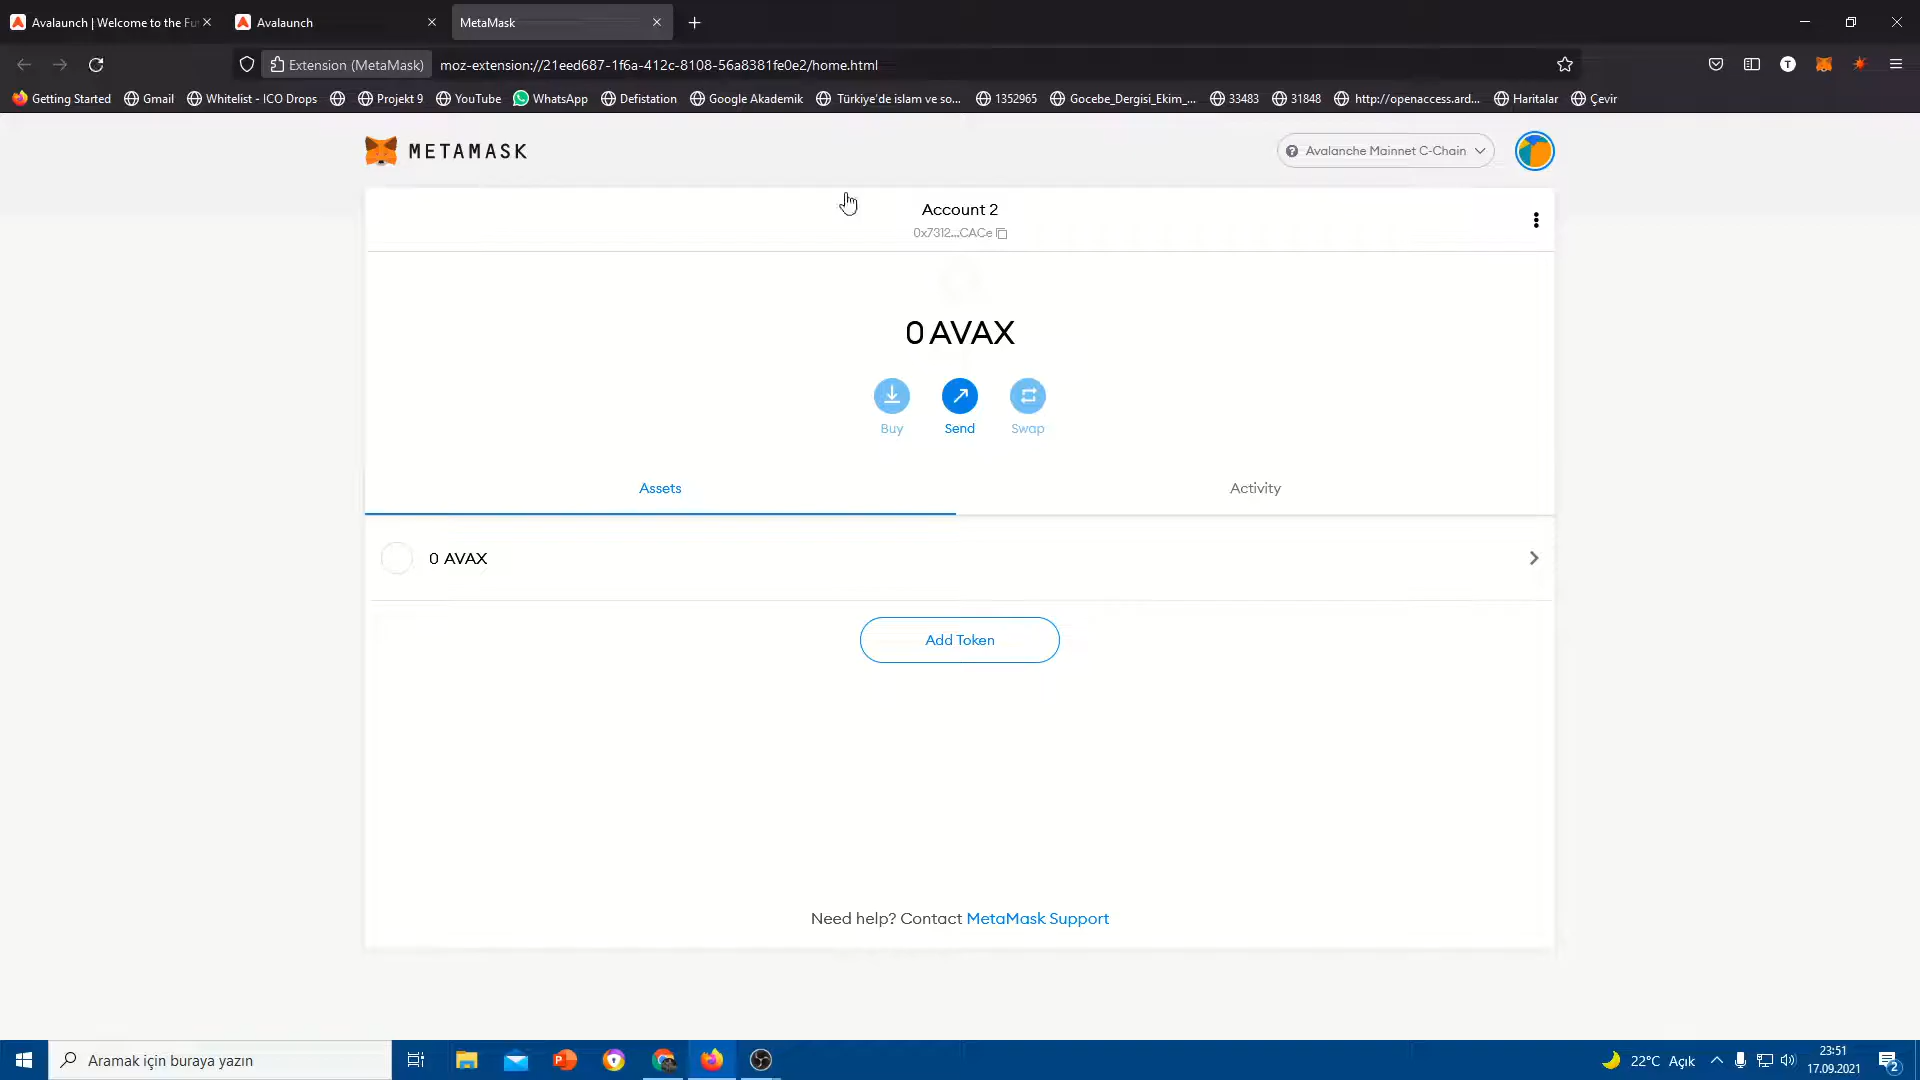 Avalaunch | Welcome to the Fu
Avalaunch
MetaMask
Extension (MetaMask)
moz-extension://21eed687-1f6a-412c-8108-56a8381fe0e2/home.html
T
Getting Started
Gmail
Whitelist - ICO Drops
Projekt 9
YouTube
WhatsApp
Defistation
Google Akademik
Türkiye'de islam ve so...
1352965
Gocebe_Dergisi_Ekim_...
33483
31848
http://openaccess.ard...
Haritalar
Çevir
METAMASK
Avalanche Mainnet C-Chain
Account 2
0x7312...CACe
0 AVAX
Buy
Send
Swap
Assets
Activity
0 AVAX
Add Token
Need help? Contact MetaMask Support
Aramak için buraya yazın
22°C Açık
23:51
17.09.2021
2